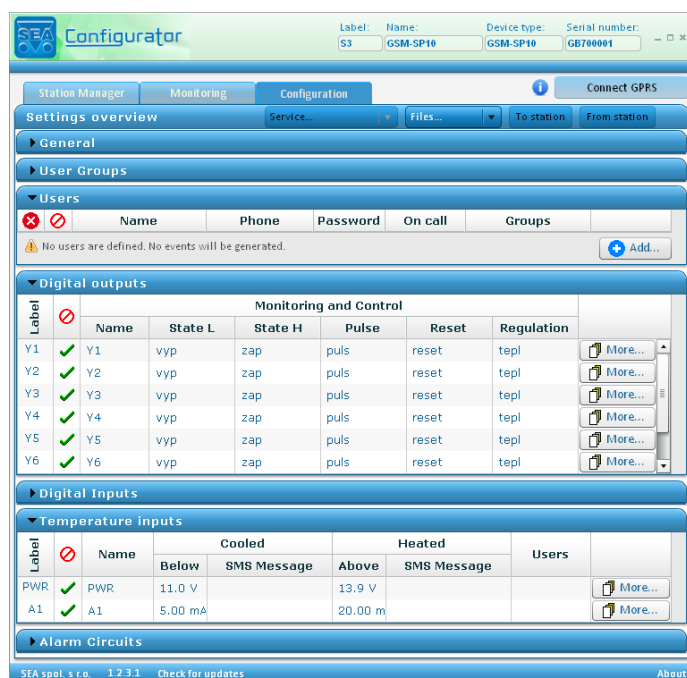 Label: Name: Device type: Serial number:
SEA Configurator S3 GSM-SP10 GSM-SP10 GB700001
Station Manager Monitoring Configuration Connect GPRS
Settings overview Service... Files... To station From station
General
User Groups
Users
Name Phone Password On call Groups
No users are defined. No events will be generated. Add...
Digital outputs
Label Monitoring and Control
Name State L State H Pulse Reset Regulation
Y1 Y1 vyp zap puls reset tepl More...
Y2 Y2 vyp zap puls reset tepl More...
Y3 Y3 vyp zap puls reset tepl More...
Y4 Y4 vyp zap puls reset tepl More...
Y5 Y5 vyp zap puls reset tepl More...
Y6 Y6 vyp zap puls reset tepl More...
Digital Inputs
Temperature inputs
Label Name Cooled Heated Users
Below SMS Message Above SMS Message
PWR PWR 11.0 V 13.9 V More...
A1 A1 5.00 mA 20.00 m More...
Alarm Circuits
SEA spol. s r.o. 1.2.3.1 Check for updates About